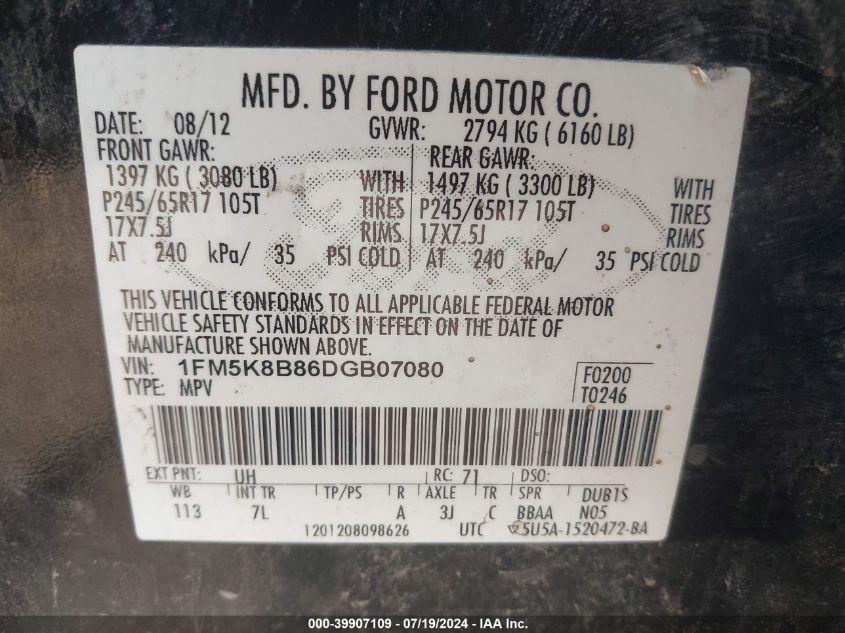 MFD. BY FORD MOTOR CO.
DATE: 08/12 GVWR: 2794 KG ( 6160 LB)
FRONT GAWR: REAR GAWR:
1397 KG ( 3080 LB) WITH 1497 KG ( 3300 LB) WITH
P245/65R17 105T TIRES P245/65R17 105T TIRES
17X7.5J RIMS 17X7.5J RIMS
AT 240 kPa/ 35 PSI COLD AT 240 kPa/ 35 PSI COLD
THIS VEHICLE CONFORMS TO ALL APPLICABLE FEDERAL MOTOR
VEHICLE SAFETY STANDARDS IN EFFECT ON THE DATE OF
MANUFACTURE SHOWN ABOVE.
VIN: 1FM5K8B86DGB07080 F0200
TYPE: MPV T0246
EXT PNT: UH RC: 71 DSO:
WB INT TR TP/PS R AXLE TR SPR DUB1S
113 7L A 3J C BBAA N05
1201208098626 UTC 5U5A-1520472-BA
000-39907109 - 07/19/2024 - IAA Inc.